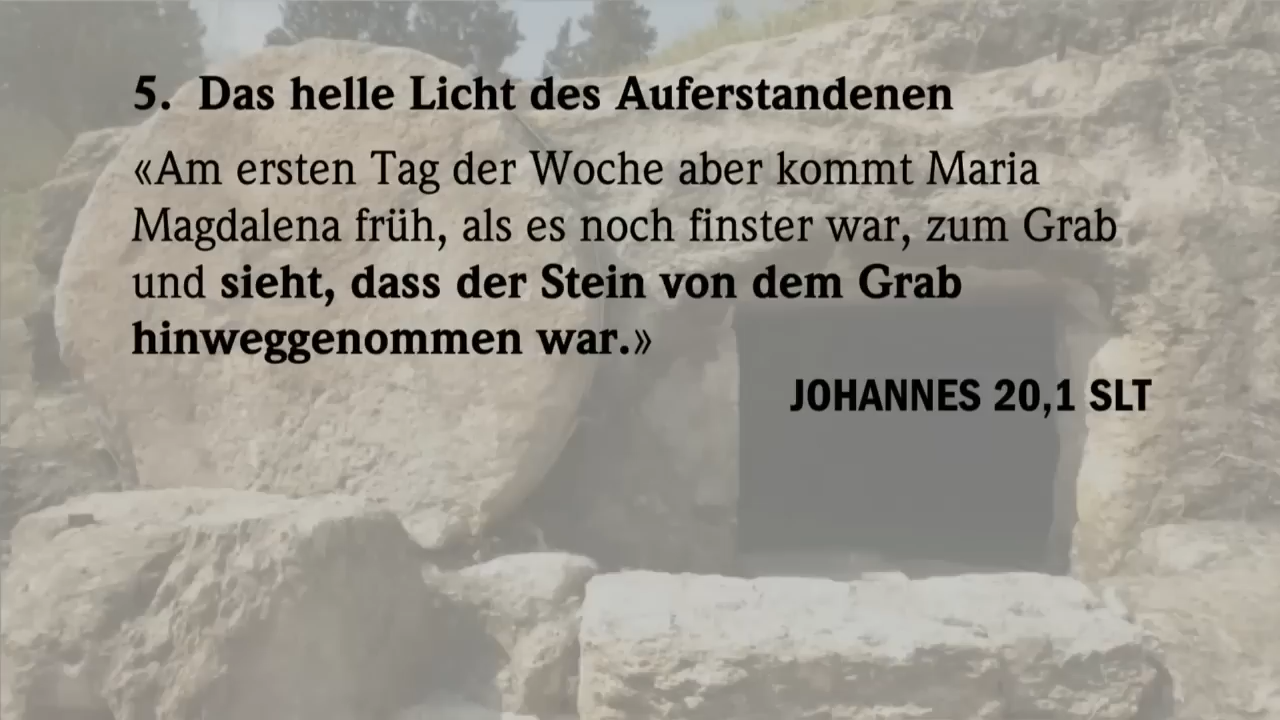 5. Das helle Licht des Auferstandenen
«Am ersten Tag der Woche aber kommt Maria
Magdalena früh, als es noch finster war, zum Grab
und sieht, dass der Stein von dem Grab
hinweggenommen war.»
JOHANNES 20,1 SLT